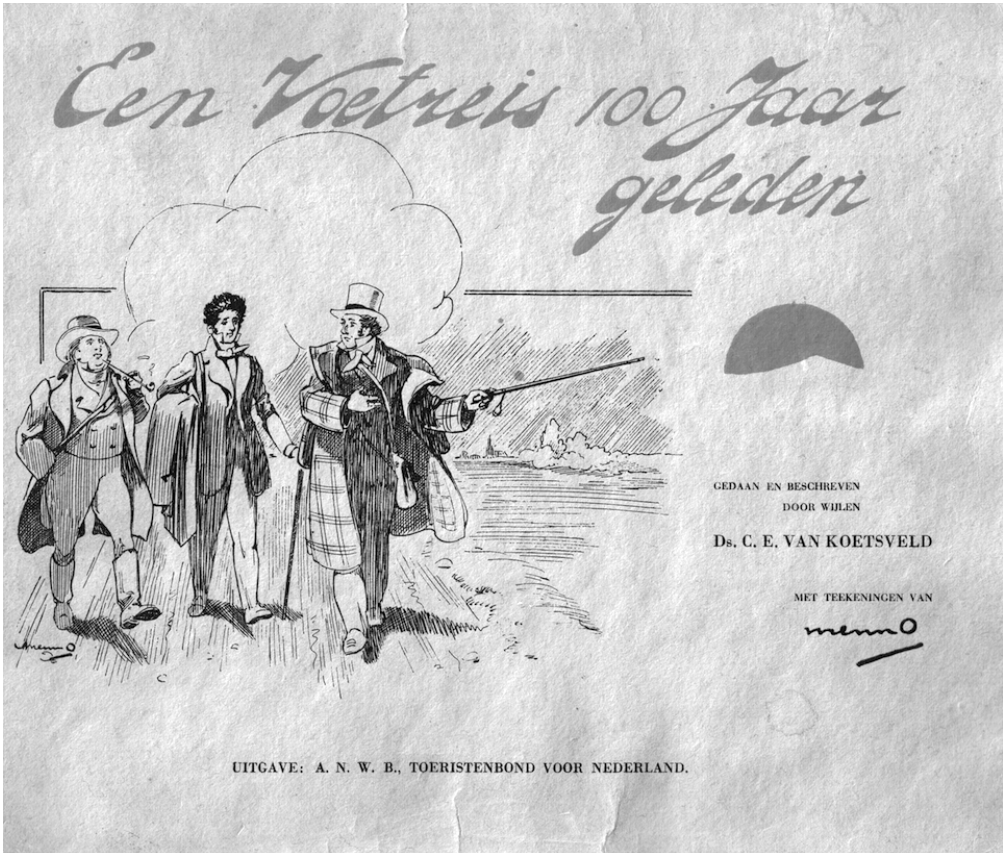 Een Voetreis 100 Jaar
geleden
GEDAAN EN BESCHREVEN
DOOR WIJLEN
Ds. C. E. VAN KOETSVELD
MET TEEKENINGEN VAN
mennO
mennO
UITGAVE: A. N. W. B., TOERISTENBOND VOOR NEDERLAND.